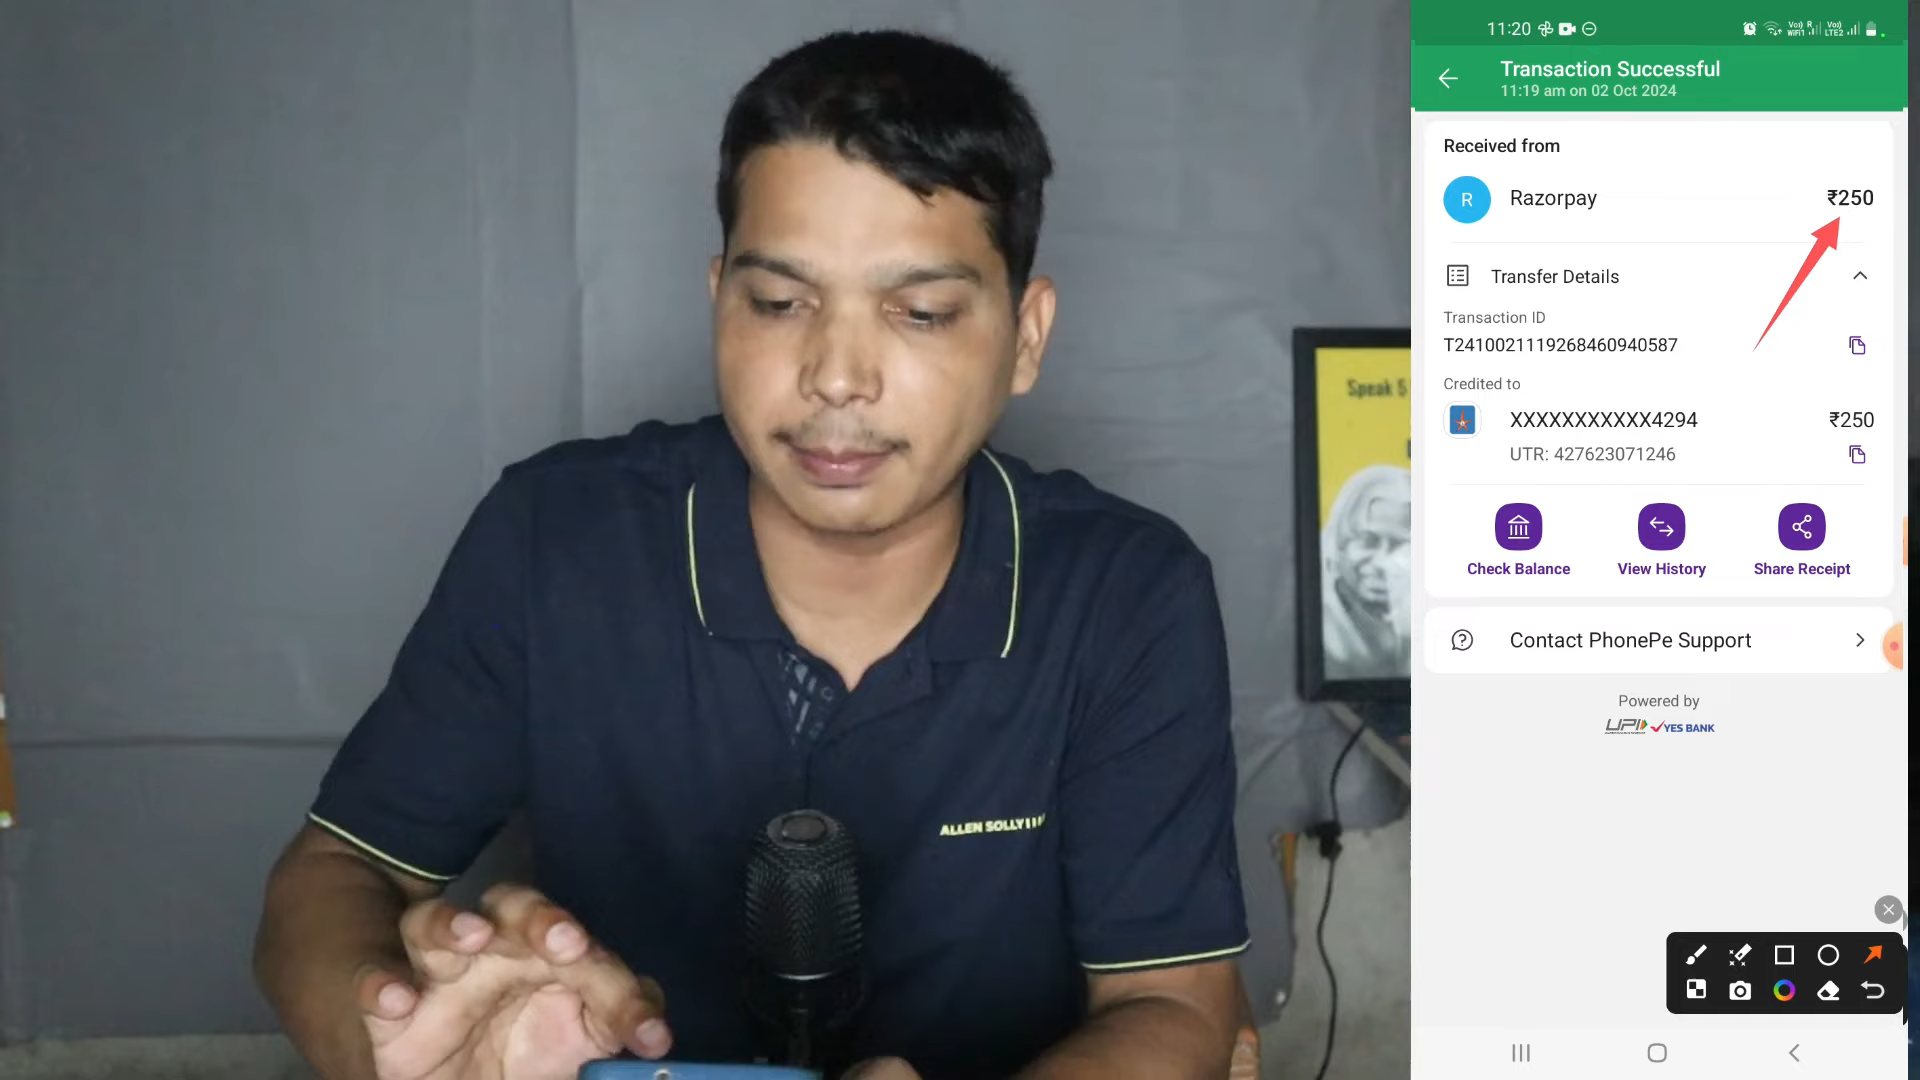 11:20
Transaction Successful
11:19 am on 02 Oct 2024
Received from
R
Razorpay
₹250
Transfer Details
Transaction ID
T2410021119268460940587
Credited to
XXXXXXXXXXX4294
₹250
UTR: 427623071246
Check Balance
View History
Share Receipt
Contact PhonePe Support
Powered by
UPI YES BANK
Speak 5
ALLEN SOLLY